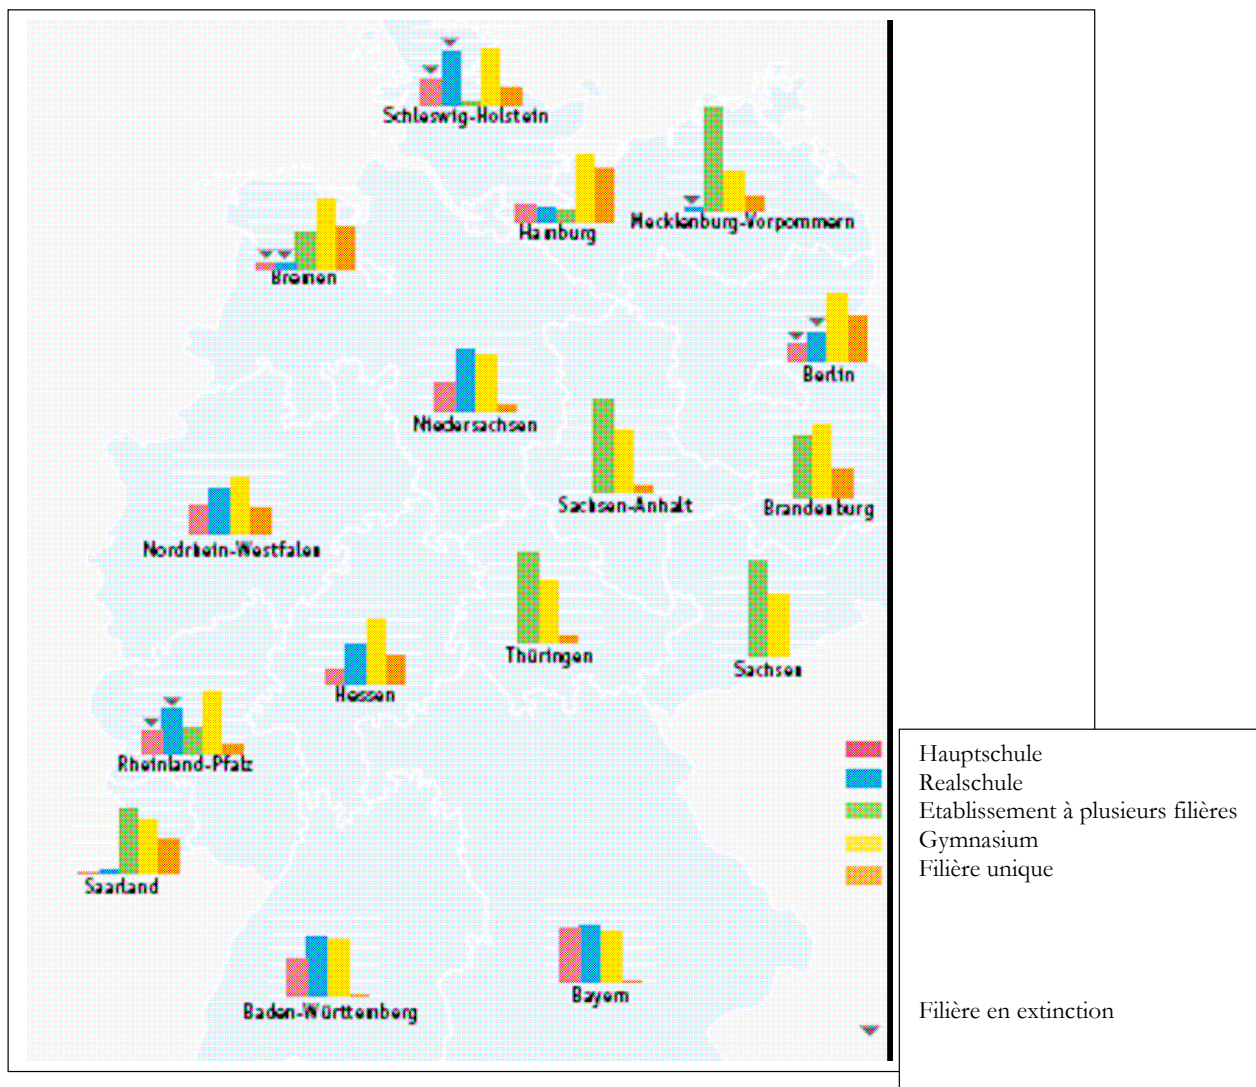 Schleswig-Holstein
Hamburg
Mecklenburg-Vorpommern
Bremen
Berlin
Niedersachsen
Sachsen-Anhalt
Brandenburg
Nordrhein-Westfalen
Thüringen
Sachsen
Hessen
Rheinland-Pfalz
Saarland
Baden-Württemberg
Bayern
Hauptschule
Realschule
Etablissement à plusieurs filières
Gymnasium
Filière unique
Filière en extinction